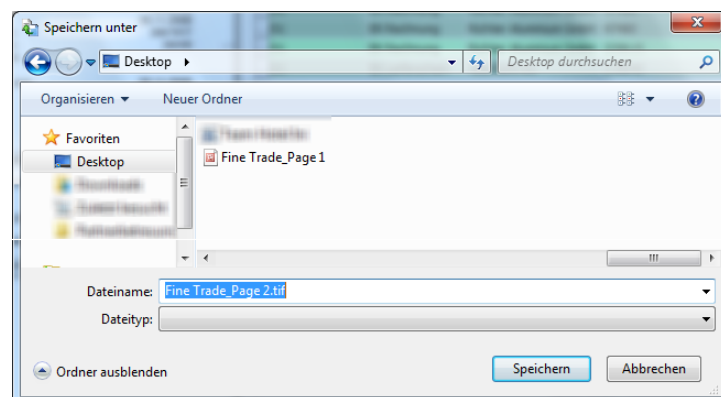 Speichern unter
Desktop
Desktop durchsuchen
Organisieren
Neuer Ordner
Favoriten
Desktop
Fine Trade_Page 1
Dateiname: Fine Trade_Page 2.tif
Dateityp:
Ordner ausblenden
Speichern
Abbrechen